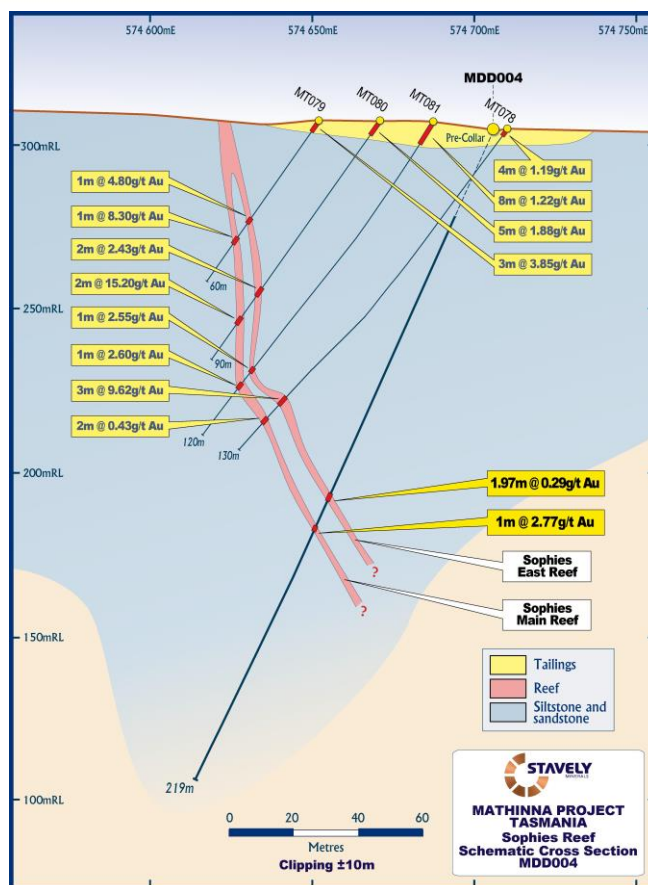 574 600mE
574 650mE
574 700mE
574 750mE
MDD004
MT079
MT080
MT081
MT078
Pre-Collar
300mRL
250mRL
200mRL
150mRL
100mRL
1m @ 4.80g/t Au
1m @ 8.30g/t Au
2m @ 2.43g/t Au
2m @ 15.20g/t Au
1m @ 2.55g/t Au
1m @ 2.60g/t Au
3m @ 9.62g/t Au
2m @ 0.43g/t Au
4m @ 1.19g/t Au
8m @ 1.22g/t Au
5m @ 1.88g/t Au
3m @ 3.85g/t Au
60m
90m
120m
130m
1.97m @ 0.29g/t Au
1m @ 2.77g/t Au
Sophies
East Reef
Sophies
Main Reef
?
?
219m
Tailings
Reef
Siltstone and
sandstone
0 20 40 60
Metres
Clipping ±10m
STAVELY
MINERALS
MATHINNA PROJECT
TASMANIA
Sophies Reef
Schematic Cross Section
MDD004